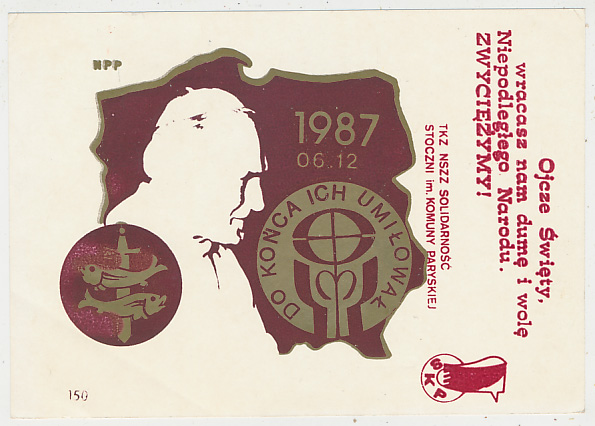 NPP
1987
06.12
DO KOŃCA ICH UMIŁOWAŁ
150
Ojcze Święty,
wracasz nam dumę i wolę
Niepodległego Narodu.
ZWYCIĘŻYMY!
TKZ NSZZ SOLIDARNOŚĆ
STOCZNI im. KOMUNY PARYSKIEJ
SKP